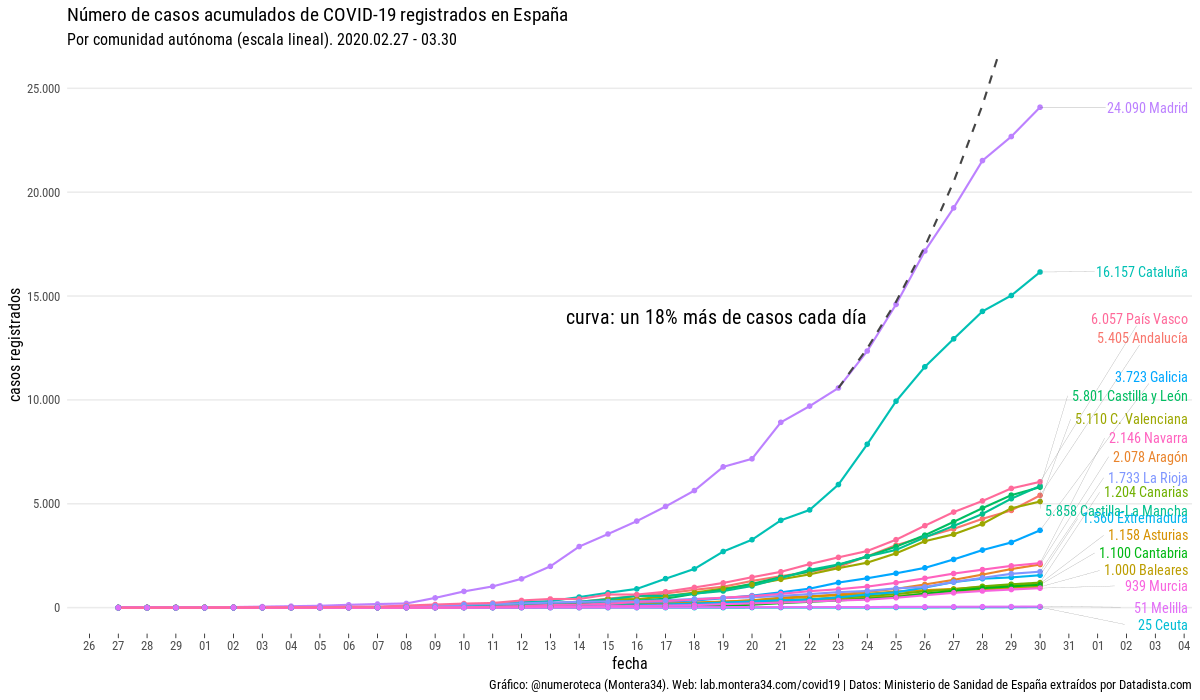 Número de casos acumulados de COVID-19 registrados en España
Por comunidad autónoma (escala lineal). 2020.02.27 - 03.30
25.000
24.090 Madrid
20.000
16.157 Cataluña
15.000
curva: un 18% más de casos cada día
6.057 País Vasco
5.405 Andalucía
casos registrados
3.723 Galicia
10.000
5.801 Castilla y León
5.110 C. Valenciana
2.146 Navarra
2.078 Aragón
1.733 La Rioja
1.204 Canarias
5.000
5.858 Castilla-La Mancha
1.560 Extremadura
1.158 Asturias
1.100 Cantabria
1.000 Baleares
939 Murcia
0
51 Melilla
25 Ceuta
26 27 28 29 01 02 03 04 05 06 07 08 09 10 11 12 13 14 15 16 17 18 19 20 21 22 23 24 25 26 27 28 29 30 31 01 02 03 04
fecha
Gráfico: @numeroteca (Montera34). Web: lab.montera34.com/covid19 | Datos: Ministerio de Sanidad de España extraídos por Datadista.com